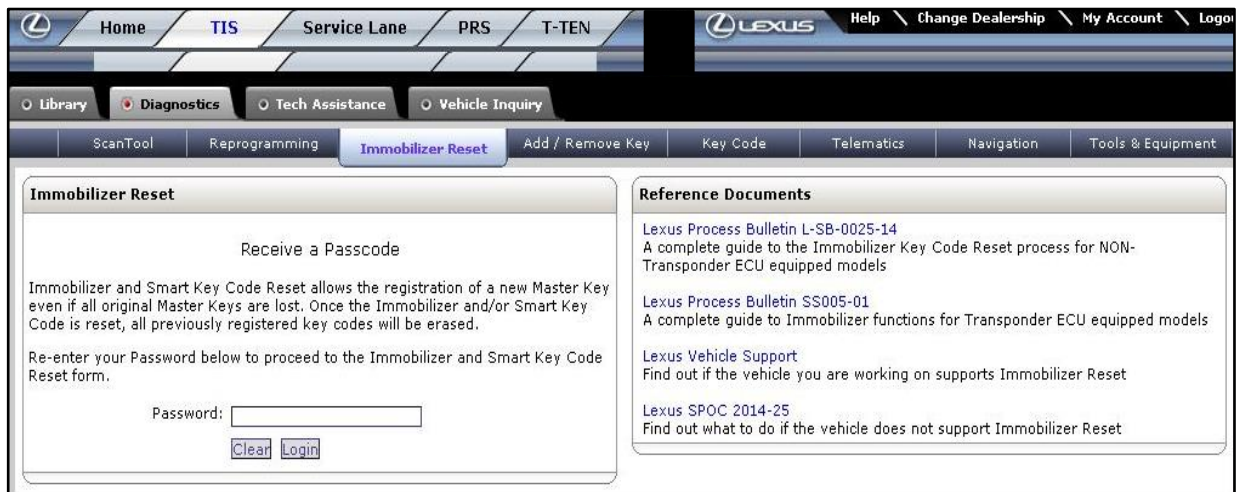 Home TIS Service Lane PRS T-TEN LEXUS Help Change Dealership My Account
Library Diagnostics Tech Assistance Vehicle Inquiry
ScanTool Reprogramming Immobilizer Reset Add / Remove Key Key Code Telematics Navigation Tools & Equipment
Immobilizer Reset
Receive a Passcode
Immobilizer and Smart Key Code Reset allows the registration of a new Master Key
even if all original Master Keys are lost. Once the Immobilizer and/or Smart Key
Code is reset, all previously registered key codes will be erased.
Re-enter your Password below to proceed to the Immobilizer and Smart Key Code
Reset form.
Password:
Clear Login
Reference Documents
Lexus Process Bulletin L-SB-0025-14
A complete guide to the Immobilizer Key Code Reset process for NON-
Transponder ECU equipped models
Lexus Process Bulletin SS005-01
A complete guide to Immobilizer functions for Transponder ECU equipped models
Lexus Vehicle Support
Find out if the vehicle you are working on supports Immobilizer Reset
Lexus SPOC 2014-25
Find out what to do if the vehicle does not support Immobilizer Reset